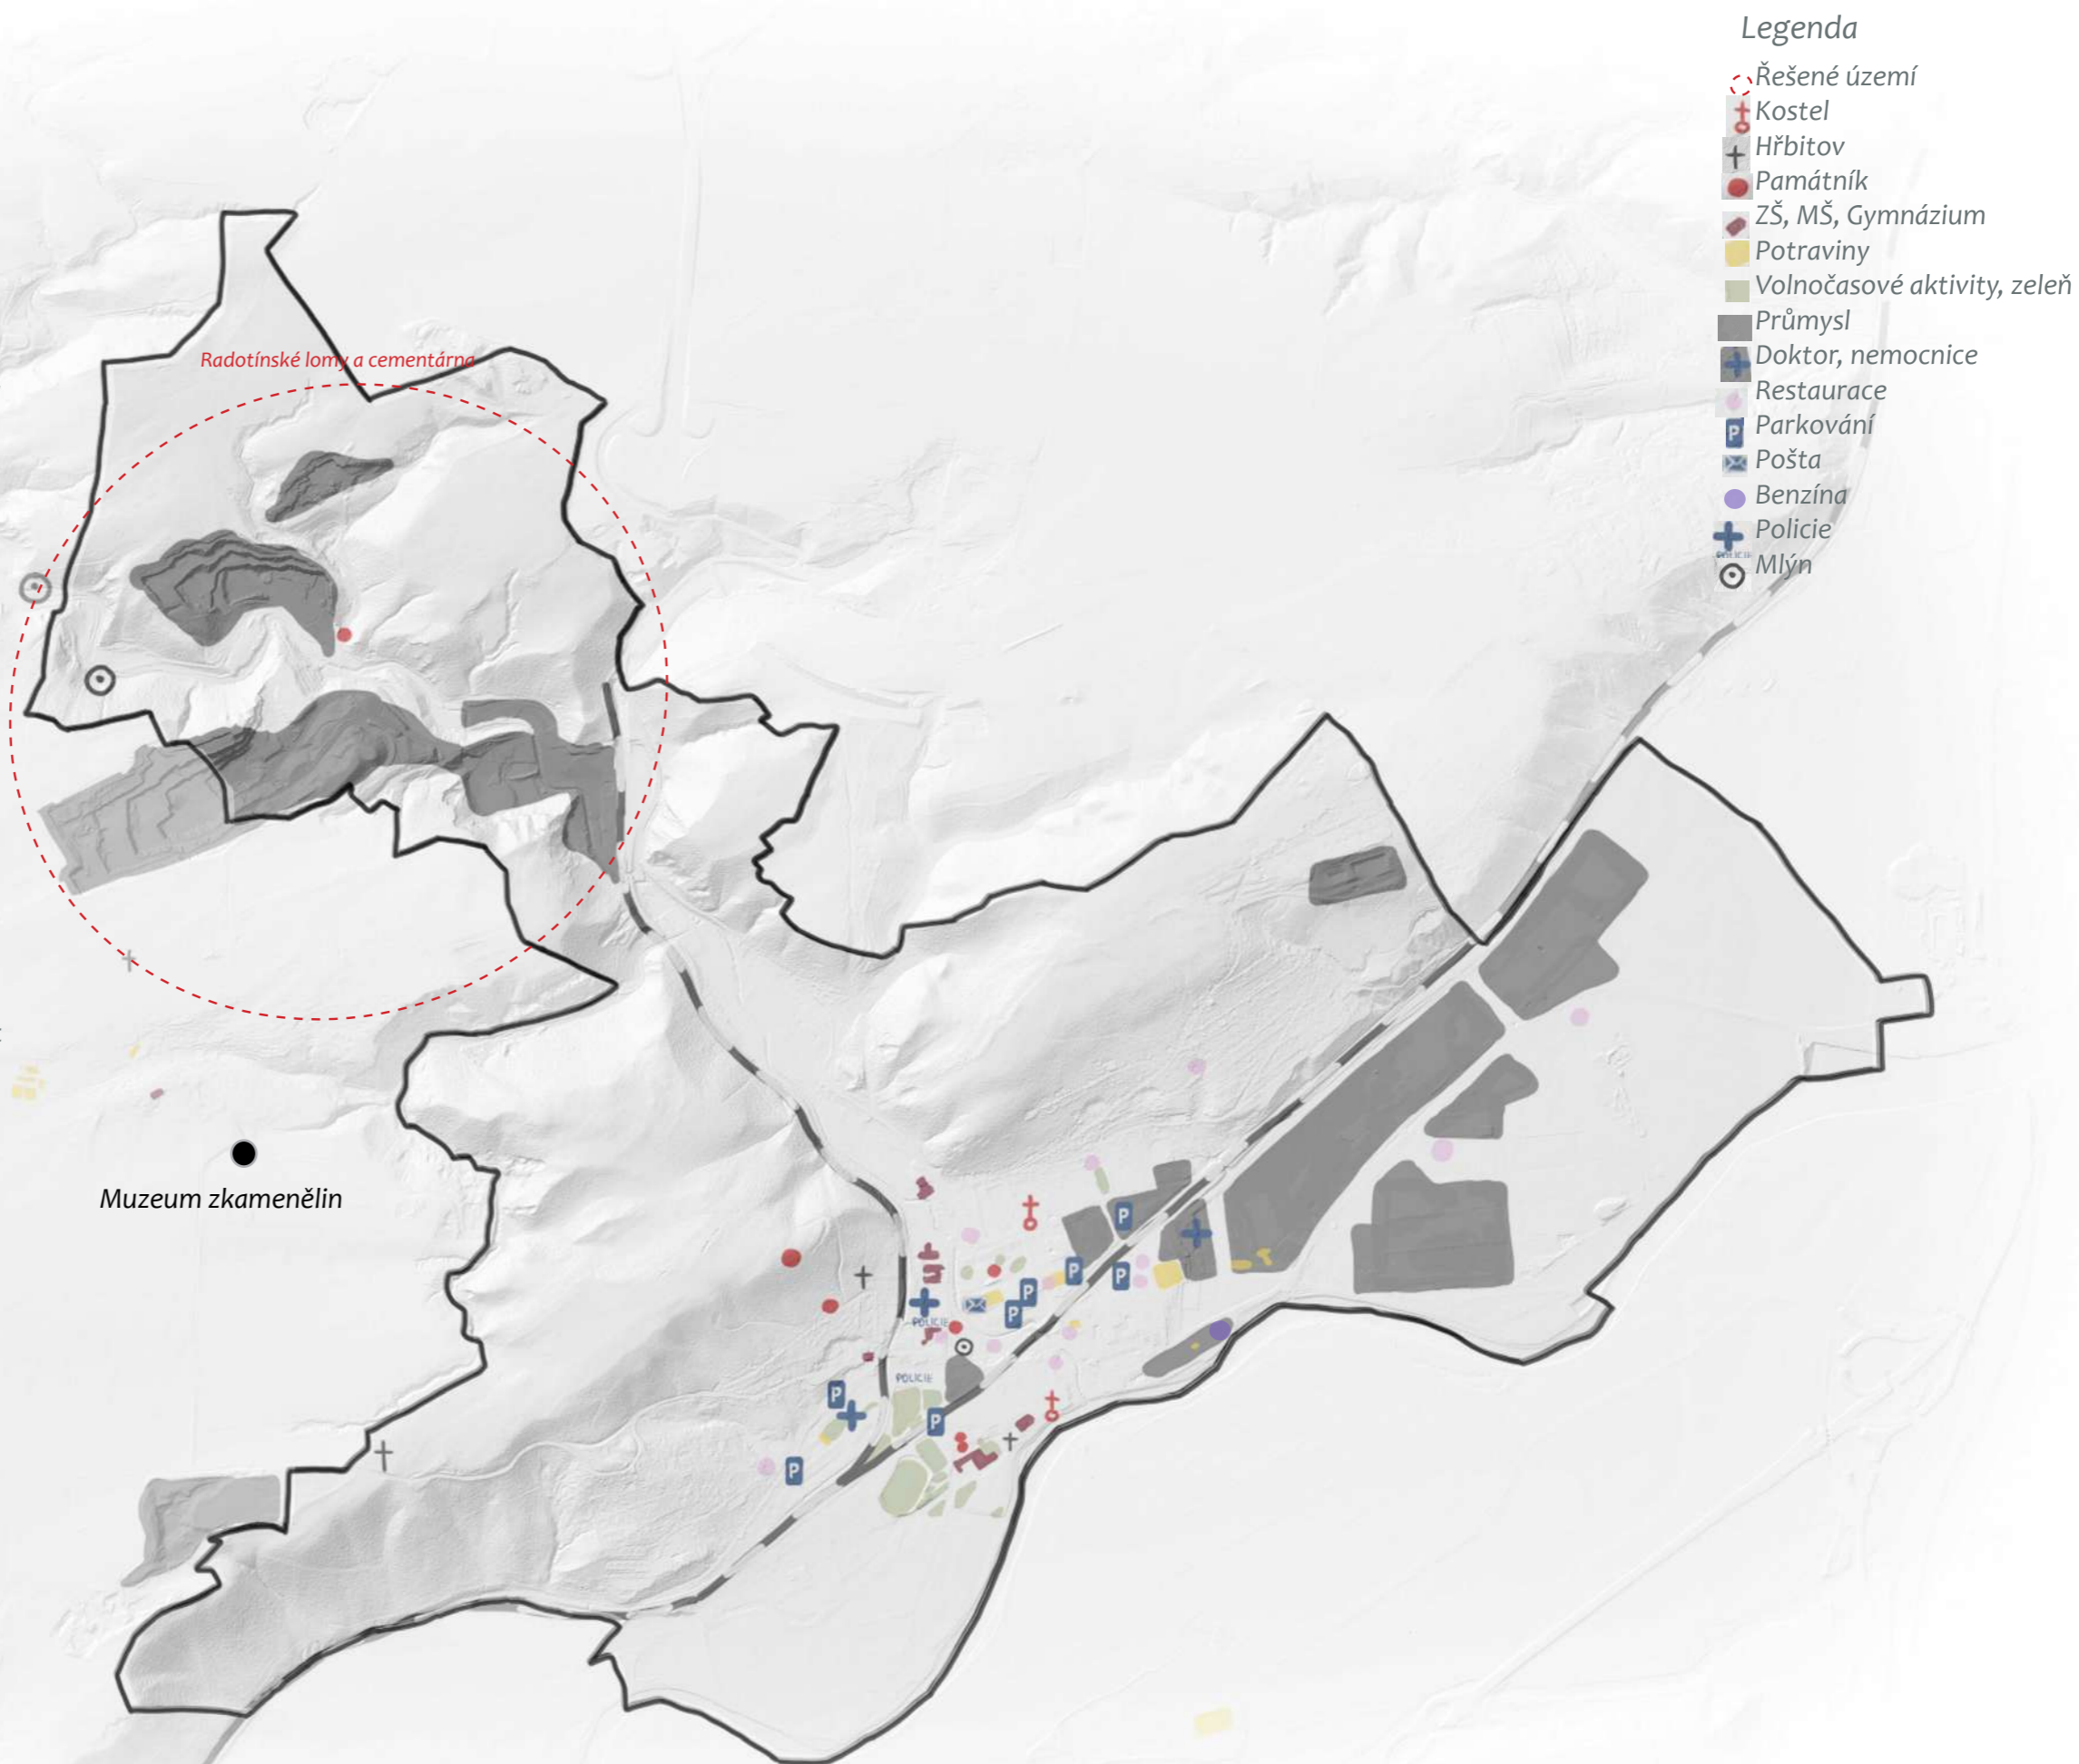 Legenda
Řešené území
Kostel
Hřbitov
Památník
ZŠ, MŠ, Gymnázium
Potraviny
Volnočasové aktivity, zeleň
Průmysl
Doktor, nemocnice
Restaurace
P Parkování
Pošta
Benzína
Policie
POLICIE
Mlýn
Radotínské lomy a cementárna
Muzeum zkamenělin
P
P
P
P
P
POLICIE
POLICIE
P
P
P